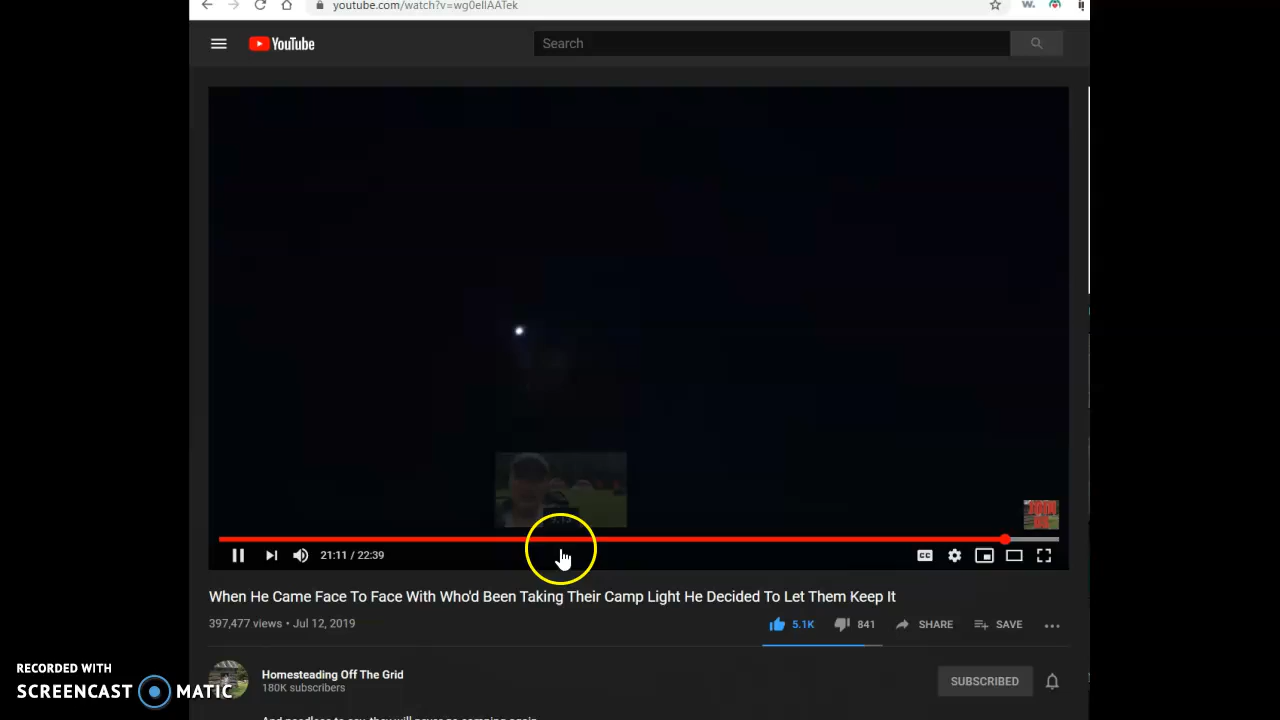 youtube.com/watch?v=wg0ellAATek
YouTube
Search
21:11 / 22:39
CC
When He Came Face To Face With Who'd Been Taking Their Camp Light He Decided To Let Them Keep It
397,477 views • Jul 12, 2019
5.1K
841
SHARE
SAVE
Homesteading Off The Grid
180K subscribers
SUBSCRIBED
RECORDED WITH
SCREENCAST MATIC